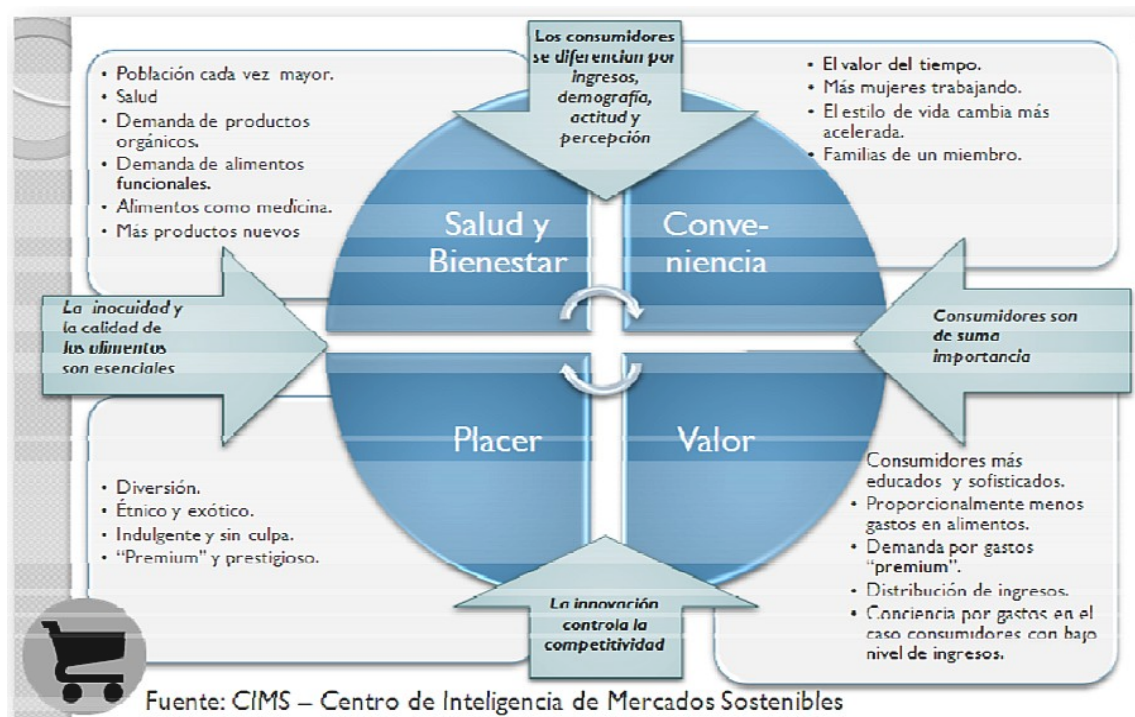 Los consumidores
se diferencian por
ingresos,
demografía,
actitud y
percepción
• Población cada vez mayor.
• Salud
• Demanda de productos
orgánicos.
• Demanda de alimentos
funcionales.
• Alimentos como medicina.
• Más productos nuevos
• El valor del tiempo.
• Más mujeres trabajando.
• El estilo de vida cambia más
acelerada.
• Familias de un miembro.
Salud y
Bienestar
Conve-
niencia
La inocuidad y
la calidad de
los alimentos
son esenciales
Consumidores son
de suma
importancia
Placer
Valor
• Diversión.
• Étnico y exótico.
• Indulgente y sin culpa.
• “Premium” y prestigioso.
Consumidores más
educados y sofisticados.
• Proporcionalmente menos
gastos en alimentos.
• Demanda por gastos
“premium”.
• Distribución de ingresos.
• Conciencia por gastos en el
caso consumidores con bajo
nivel de ingresos.
La innovación
controla la
competitividad
Fuente: CIMS – Centro de Inteligencia de Mercados Sostenibles